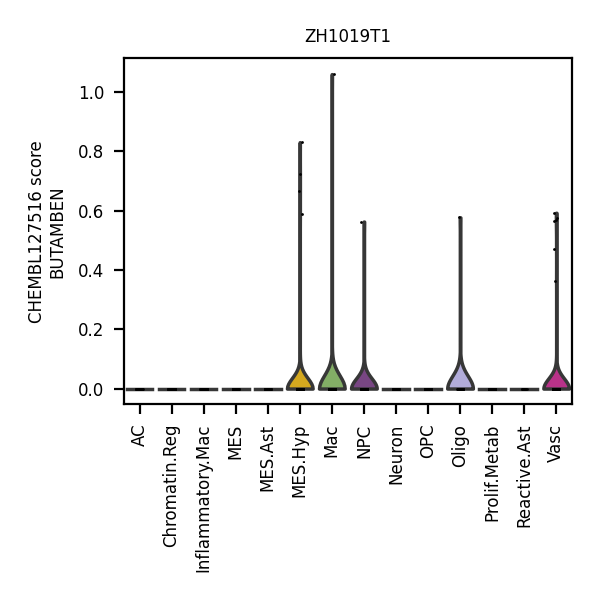 ZH1019T1
CHEMBL127516 score
BUTAMBEN
1.0
0.8
0.6
0.4
0.2
0.0
AC
Chromatin.Reg
Inflammatory.Mac
MES
MES.Ast
MES.Hyp
Mac
NPC
Neuron
OPC
Oligo
Prolif.Metab
Reactive.Ast
Vasc